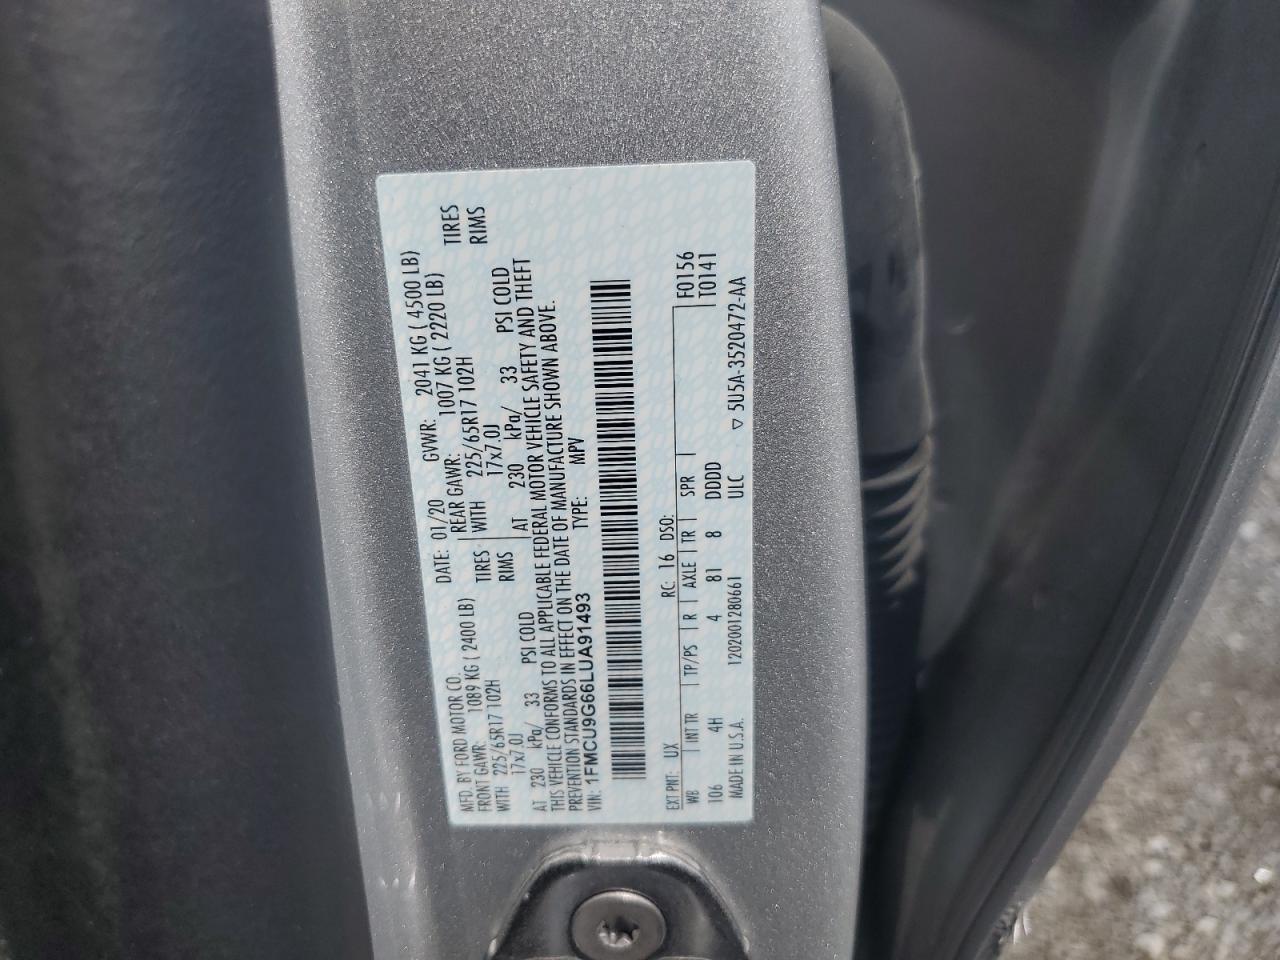 MFD. BY FORD MOTOR CO. DATE: 01/20 GVWR: 2041 KG ( 4500 LB)
FRONT GAWR: 1089 KG ( 2400 LB) REAR GAWR: 1007 KG ( 2220 LB)
WITH 225/65R17 102H TIRES WITH 225/65R17 102H TIRES
17x7.0J RIMS 17x7.0J RIMS
AT 230 kPa/ 33 PSI COLD AT 230 kPa/ 33 PSI COLD
THIS VEHICLE CONFORMS TO ALL APPLICABLE FEDERAL MOTOR VEHICLE SAFETY AND THEFT
PREVENTION STANDARDS IN EFFECT ON THE DATE OF MANUFACTURE SHOWN ABOVE.
VIN: 1FMCU9G66LUA91493 TYPE: MPV
EXT PNT: UX RC: 16 DSO: F0156
WB INT TR TP/PS R AXLE TR SPR T0141
106 4H 4 81 8 DDDD
MADE IN U.S.A. 1202001280661 ULC ▽ 5U5A-3520472-AA